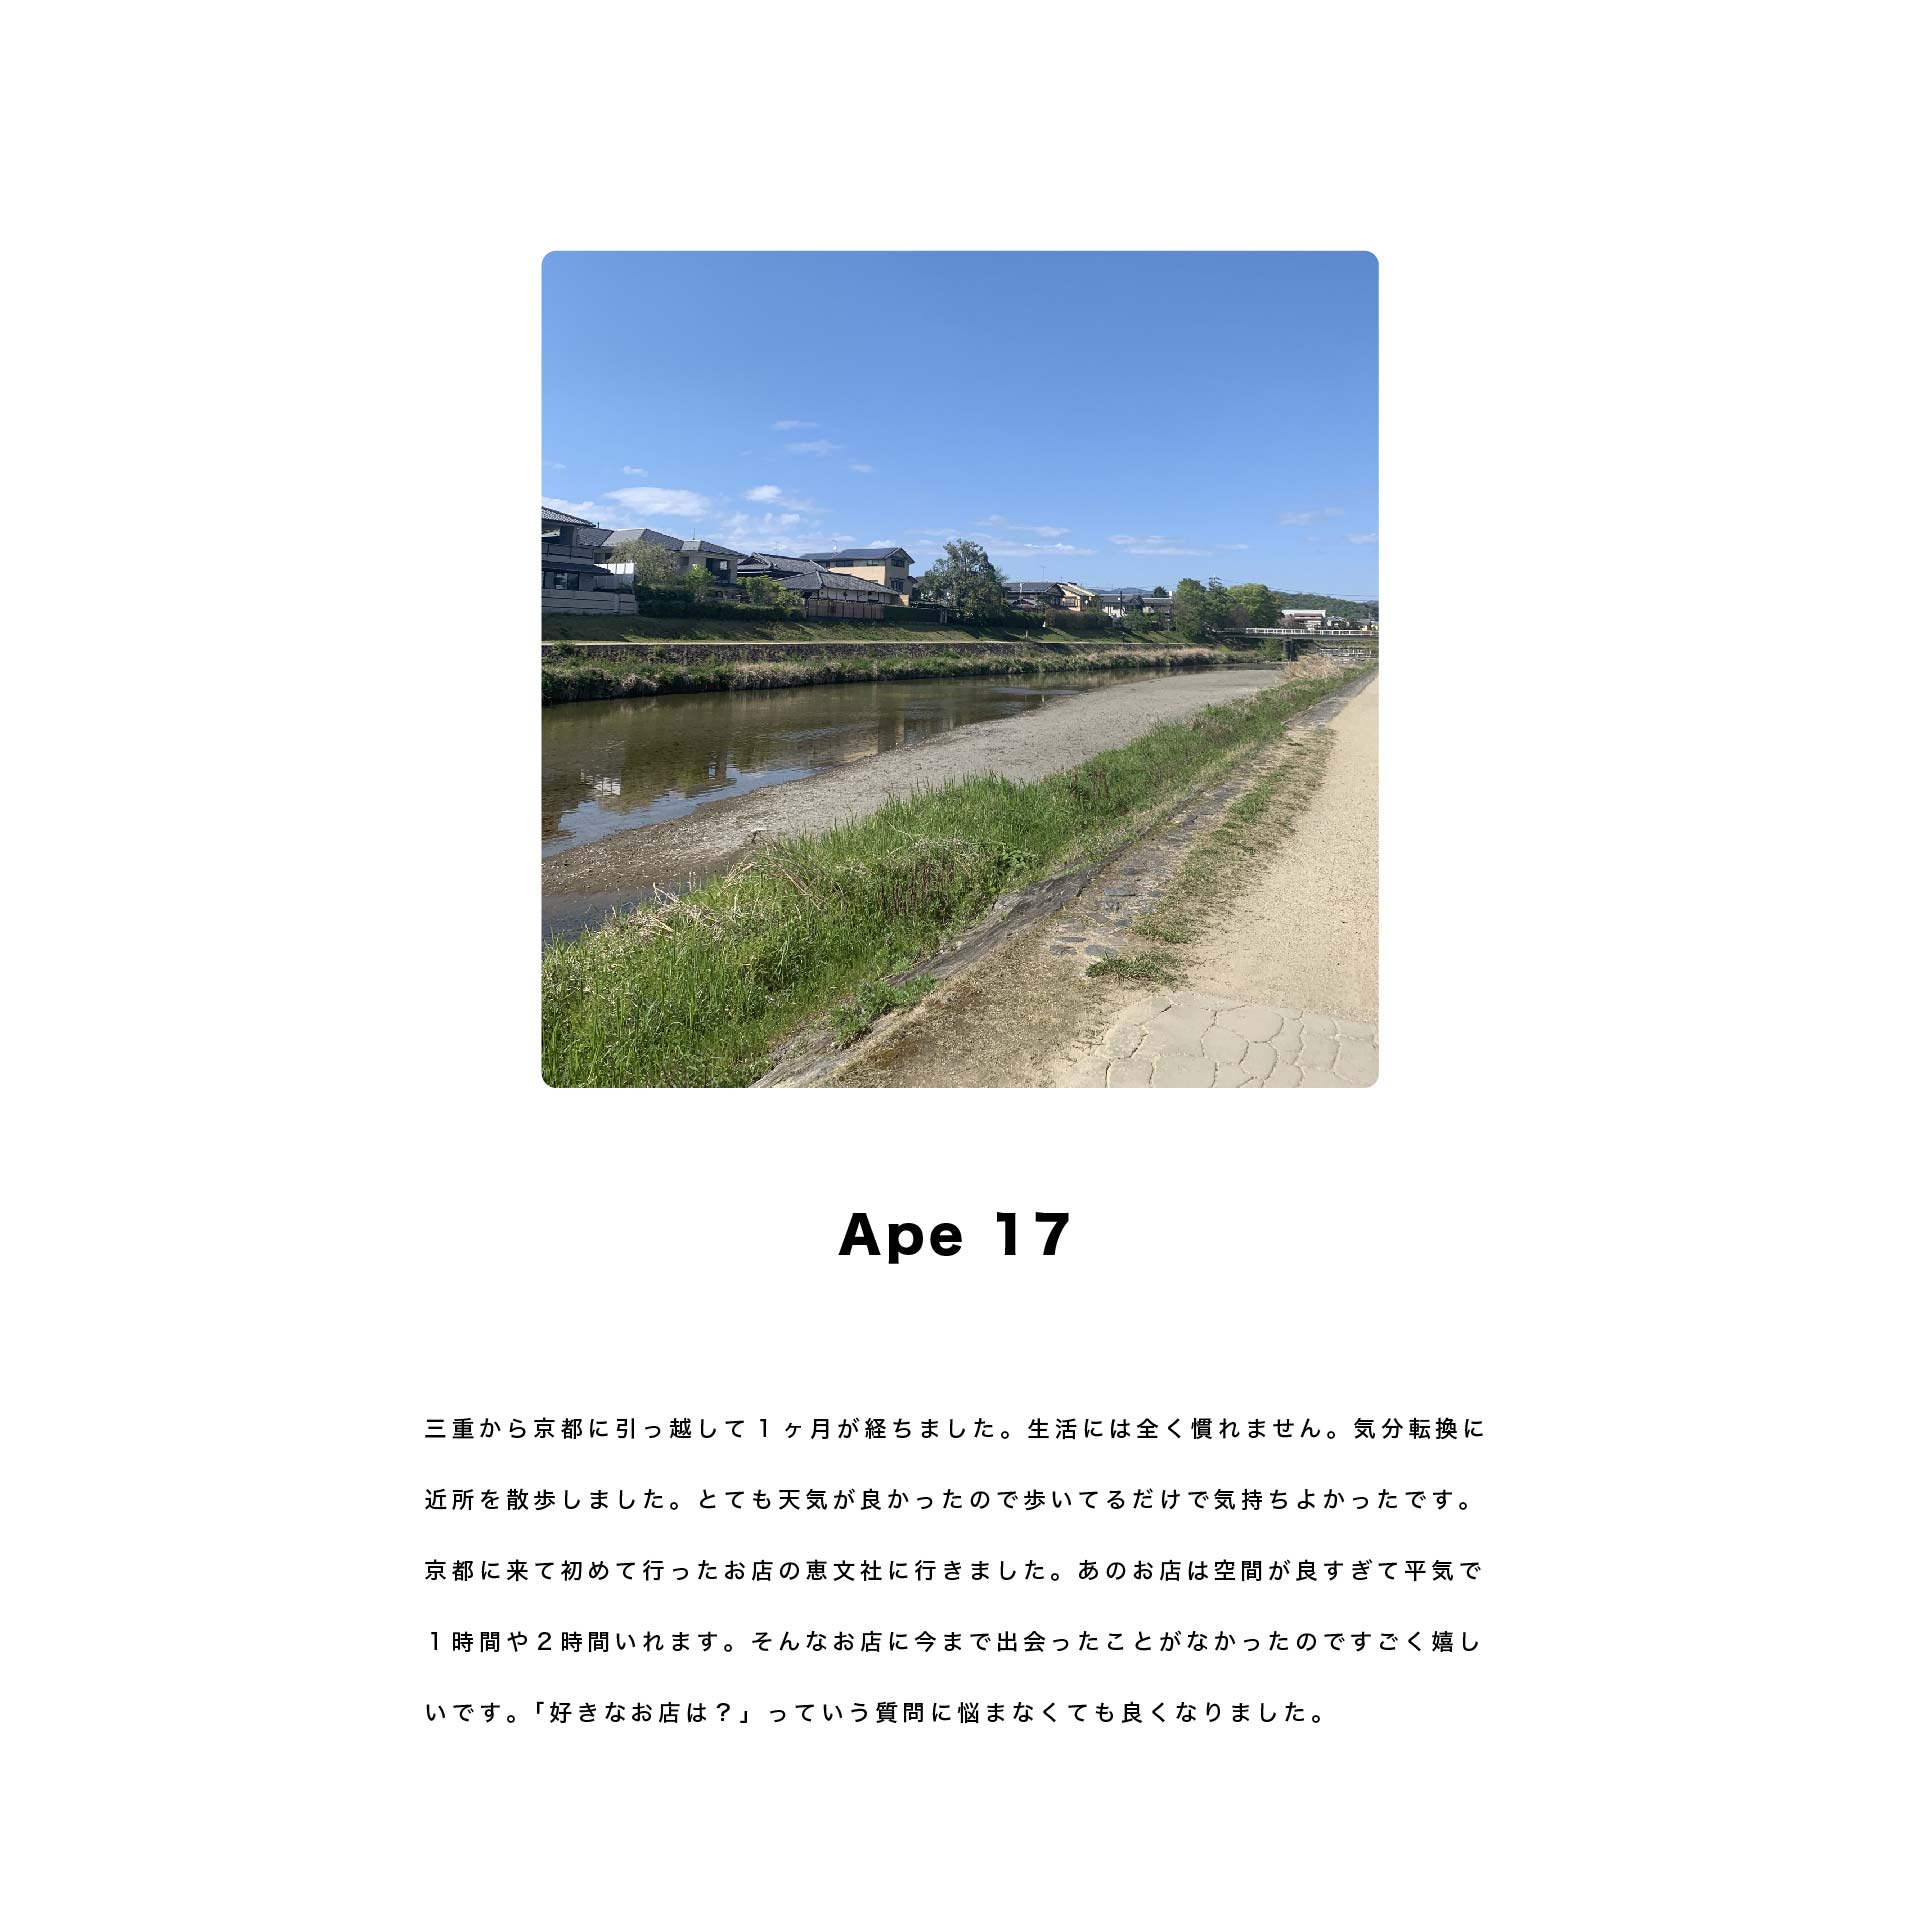 Ape 17
三重から京都に引っ越して１ヶ月が経ちました。生活には全く慣れません。気分転換に
近所を散歩しました。とても天気が良かったので歩いてるだけで気持ちよかったです。
京都に来て初めて行ったお店の恵文社に行きました。あのお店は空間が良すぎて平気で
１時間や２時間いれます。そんなお店に今まで出会ったことがなかったのですごく嬉し
いです。「好きなお店は？」っていう質問に悩まなくても良くなりました。